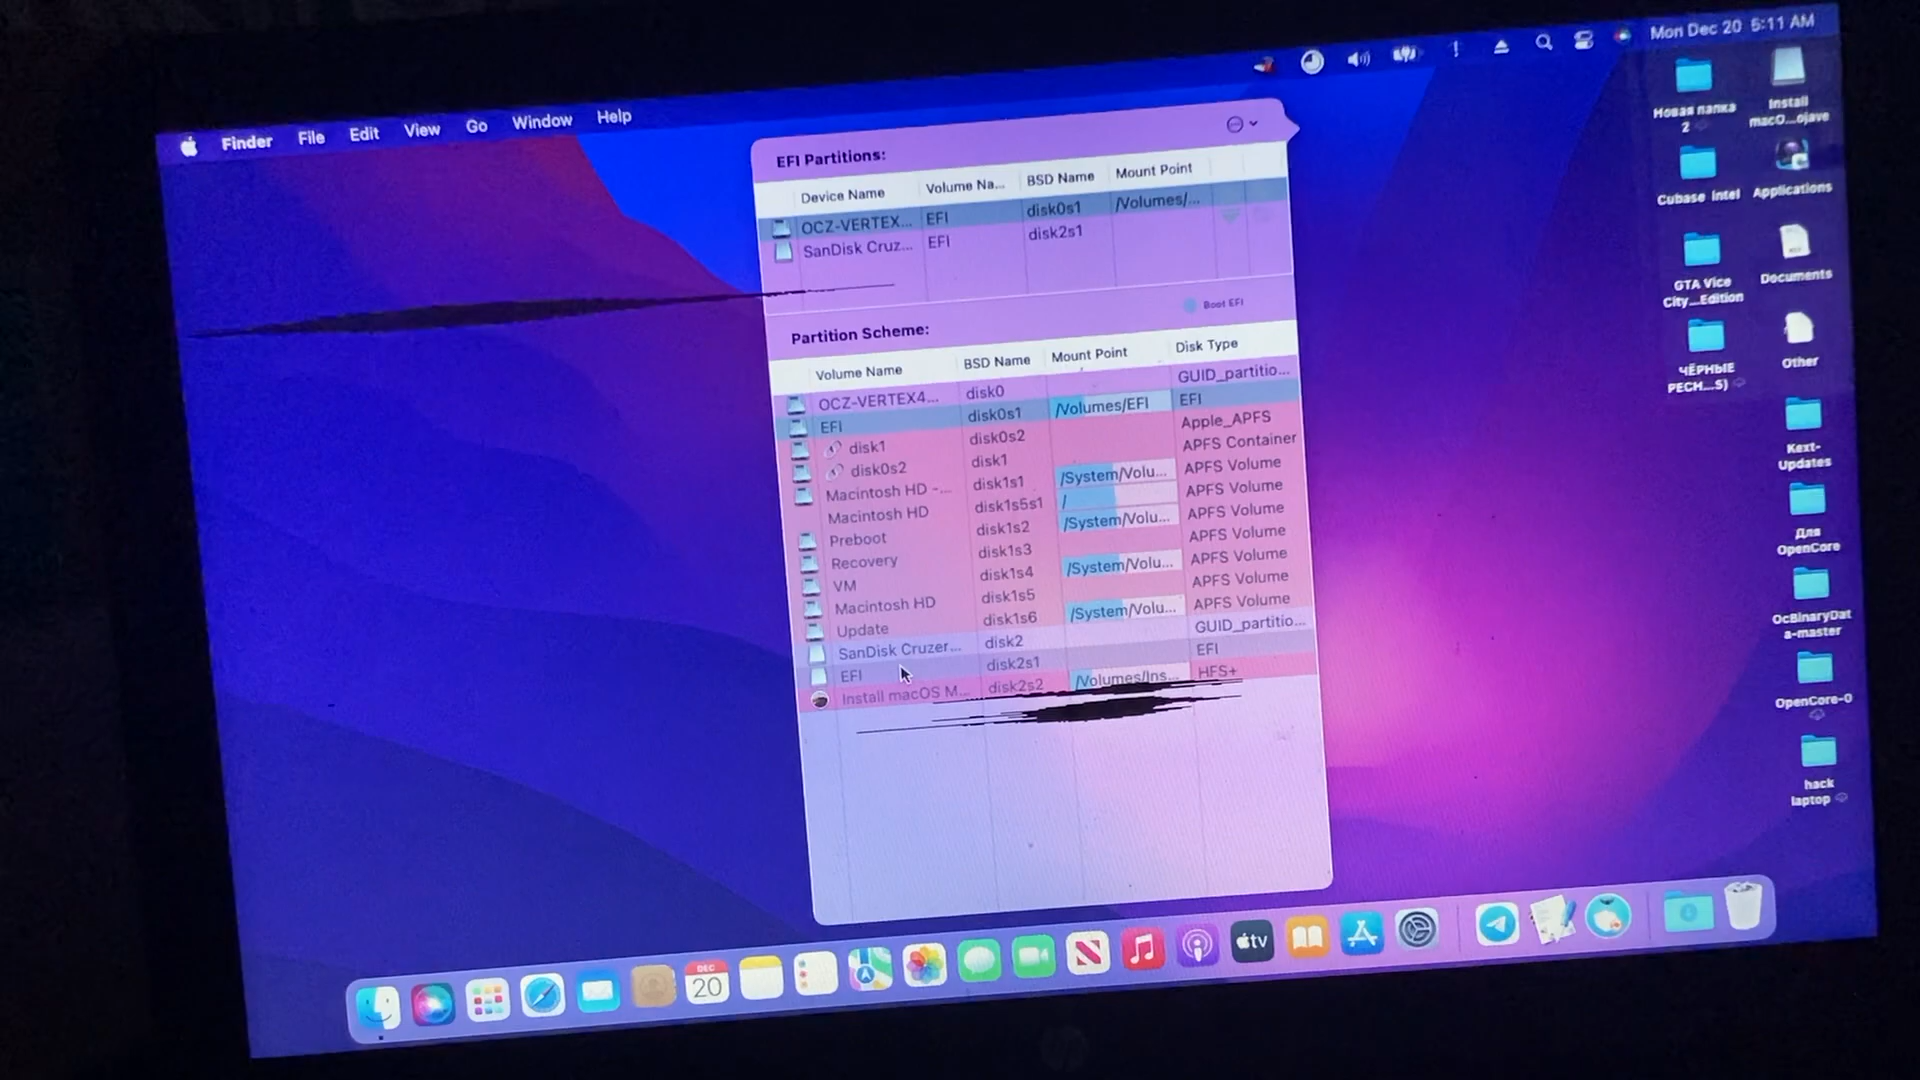 Finder File Edit View Go Window Help
Mon Dec 20 5:11 AM
EFI Partitions:
Device Name Volume Na... BSD Name Mount Point
OCZ-VERTEX... EFI disk0s1 /Volumes/...
SanDisk Cruz... EFI disk2s1
Boot EFI
Partition Scheme:
Volume Name BSD Name Mount Point Disk Type
OCZ-VERTEX4... disk0 GUID_partitio...
EFI disk0s1 /Volumes/EFI EFI
disk1 disk0s2 Apple_APFS
disk0s2 disk1 APFS Container
Macintosh HD -... disk1s1 /System/Volu... APFS Volume
Macintosh HD disk1s5s1 / APFS Volume
Preboot disk1s2 /System/Volu... APFS Volume
Recovery disk1s3 APFS Volume
VM disk1s4 /System/Volu... APFS Volume
Macintosh HD disk1s5 APFS Volume
Update disk1s6 /System/Volu... APFS Volume
SanDisk Cruzer... disk2 GUID_partitio...
EFI disk2s1 EFI
Install macOS M... disk2s2 /Volumes/Ins... HFS+
Новая папка
2
Install
macO...ojave
Cubase Intel
Applications
GTA Vice
City...Edition
Documents
ЧЁРНЫЕ
РЕСН...S)
Other
Kext-
Updates
Для
OpenCore
OcBinaryDat
a-master
OpenCore-0
hack
laptop
DEC
20
tv
hp